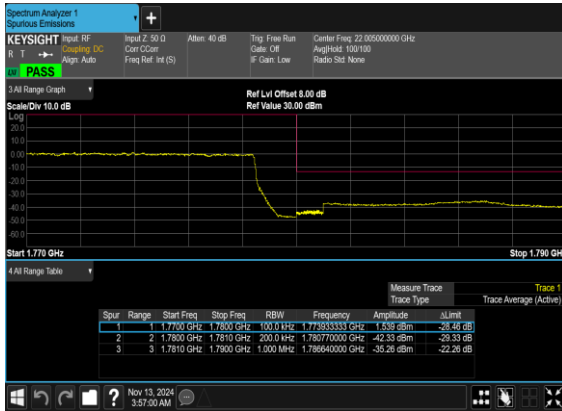 Spectrum Analyzer 1
Spurious Emissions
KEYSIGHT Input: RF Input Z: 50 Ω Atten: 40 dB Trig: Free Run Center Freq: 22.005000000 GHz
R T Coupling: DC Corr CCorr Gate: Off Avg|Hold: 100/100
Align: Auto Freq Ref: Int (S) IF Gain: Low Radio Std: None
PASS
3 All Range Graph
Ref Lvl Offset 8.00 dB
Scale/Div 10.0 dB Ref Value 30.00 dBm
Log
20.0
10.0
0.00
-10.0
-20.0
-30.0
-40.0
-50.0
-60.0
Start 1.770 GHz Stop 1.790 GH
4 All Range Table
Measure Trace Trace 1
Trace Type Trace Average (Active)
Spur Range Start Freq Stop Freq RBW Frequency Amplitude ΔLimit
1 1 1.7700 GHz 1.7800 GHz 100.0 kHz 1.773933333 GHz 1.539 dBm -28.46 dB
2 2 1.7800 GHz 1.7810 GHz 200.0 kHz 1.780770000 GHz -42.33 dBm -29.33 dB
3 3 1.7810 GHz 1.7900 GHz 1.000 MHz 1.786640000 GHz -35.26 dBm -22.26 dB
? Nov 13, 2024
3:57:00 AM